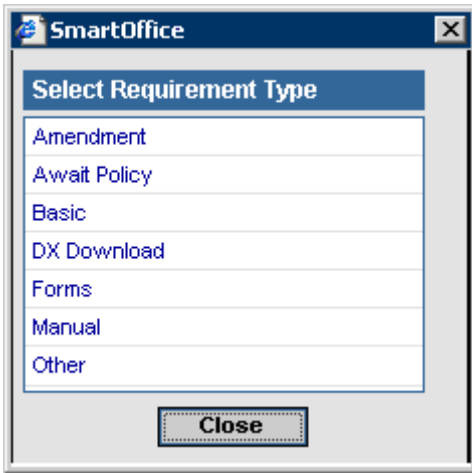 SmartOffice
Select Requirement Type
Amendment
Await Policy
Basic
DX Download
Forms
Manual
Other
Close